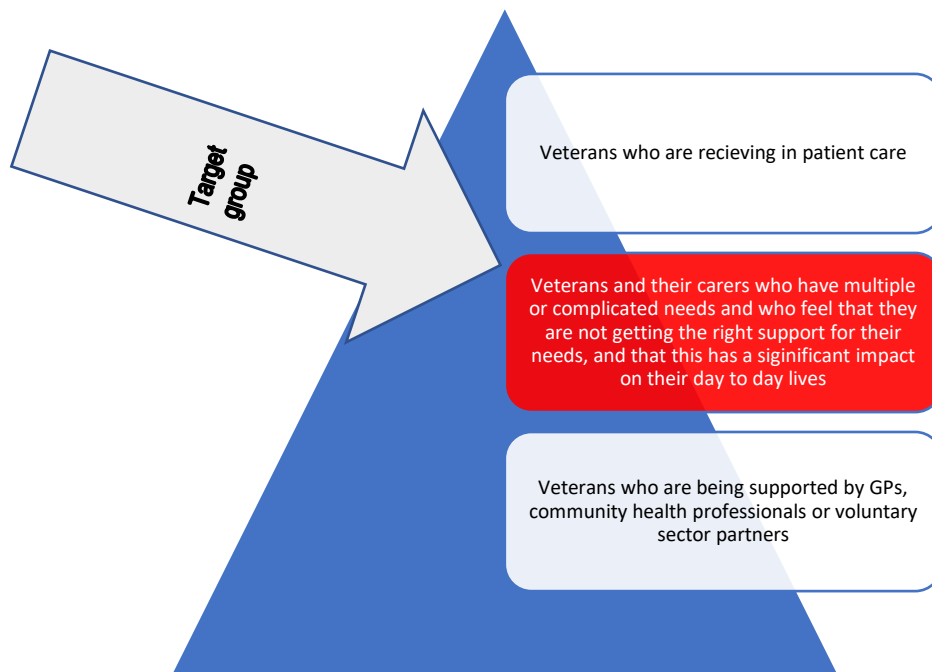 Target
group
Veterans who are recieving in patient care
Veterans and their carers who have multiple
or complicated needs and who feel that they
are not getting the right support for their
needs, and that this has a siginificant impact
on their day to day lives
Veterans who are being supported by GPs,
community health professionals or voluntary
sector partners